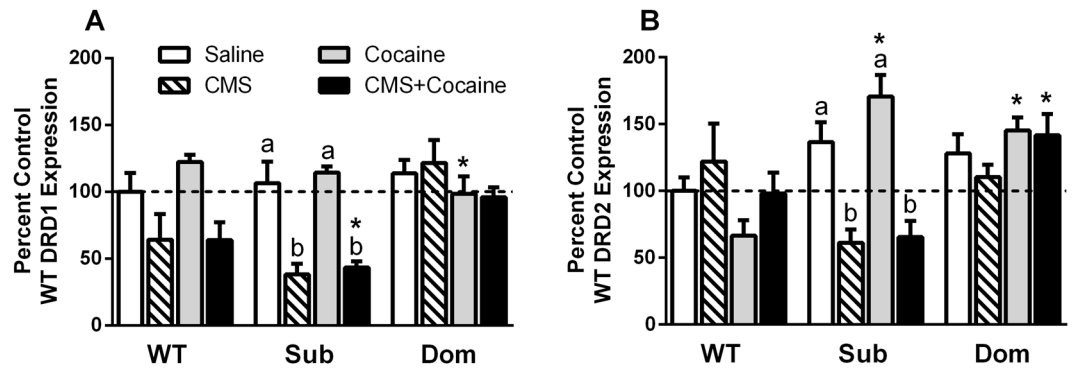 A
Saline
Cocaine
CMS
CMS+Cocaine
Percent Control
WT DRD1 Expression
200
150
100
50
0
a
b
a
*
b
*
WT
Sub
Dom
B
Percent Control
WT DRD2 Expression
200
150
100
50
0
a
b
*
a
b
*
*
WT
Sub
Dom